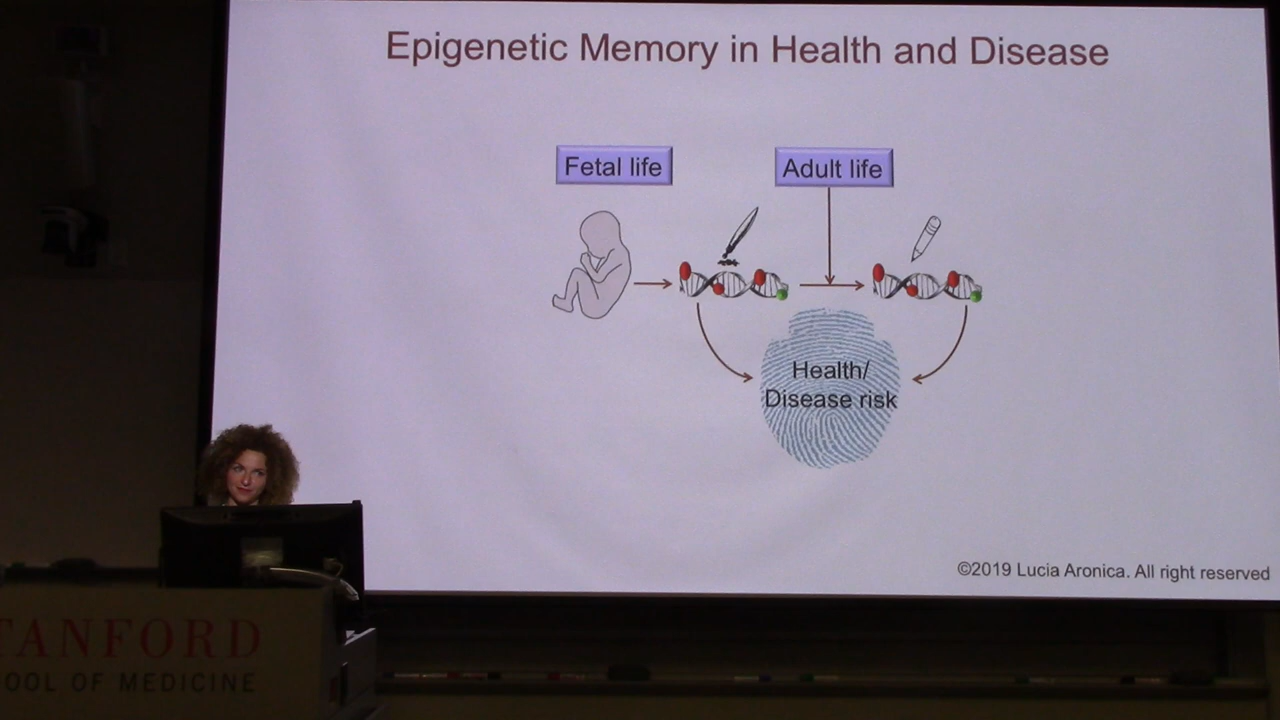 Epigenetic Memory in Health and Disease
Fetal life
Adult life
Health/
Disease risk
©2019 Lucia Aronica. All right reserved
TANFORD
OOL OF MEDICINE